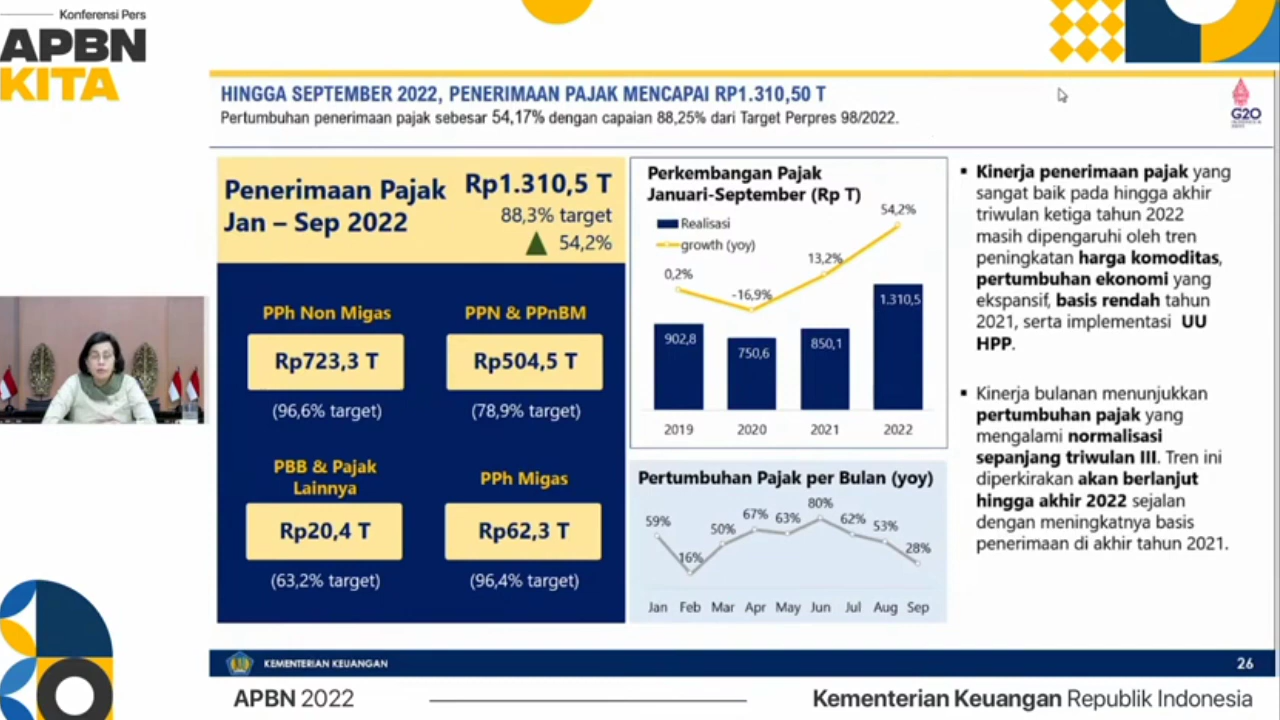 Konferensi Pers
APBN
KITA
HINGGA SEPTEMBER 2022, PENERIMAAN PAJAK MENCAPAI RP1.310,50 T
Pertumbuhan penerimaan pajak sebesar 54,17% dengan capaian 88,25% dari Target Perpres 98/2022.
G20
Penerimaan Pajak
Jan – Sep 2022
Rp1.310,5 T
88,3% target
54,2%
PPh Non Migas
Rp723,3 T
(96,6% target)
PPN & PPnBM
Rp504,5 T
(78,9% target)
PBB & Pajak
Lainnya
Rp20,4 T
(63,2% target)
PPh Migas
Rp62,3 T
(96,4% target)
Perkembangan Pajak
Januari-September (Rp T)
Realisasi
growth (yoy)
0,2%
-16,9%
13,2%
54,2%
902,8
750,6
850,1
1.310,5
2019 2020 2021 2022
Pertumbuhan Pajak per Bulan (yoy)
59% 16% 50% 67% 63% 80% 62% 53% 28%
Jan Feb Mar Apr May Jun Jul Aug Sep
▪ Kinerja penerimaan pajak yang
sangat baik pada hingga akhir
triwulan ketiga tahun 2022
masih dipengaruhi oleh tren
peningkatan harga komoditas,
pertumbuhan ekonomi yang
ekspansif, basis rendah tahun
2021, serta implementasi UU
HPP.
▪ Kinerja bulanan menunjukkan
pertumbuhan pajak yang
mengalami normalisasi
sepanjang triwulan III. Tren ini
diperkirakan akan berlanjut
hingga akhir 2022 sejalan
dengan meningkatnya basis
penerimaan di akhir tahun 2021.
KEMENTERIAN KEUANGAN
26
APBN 2022
Kementerian Keuangan Republik Indonesia